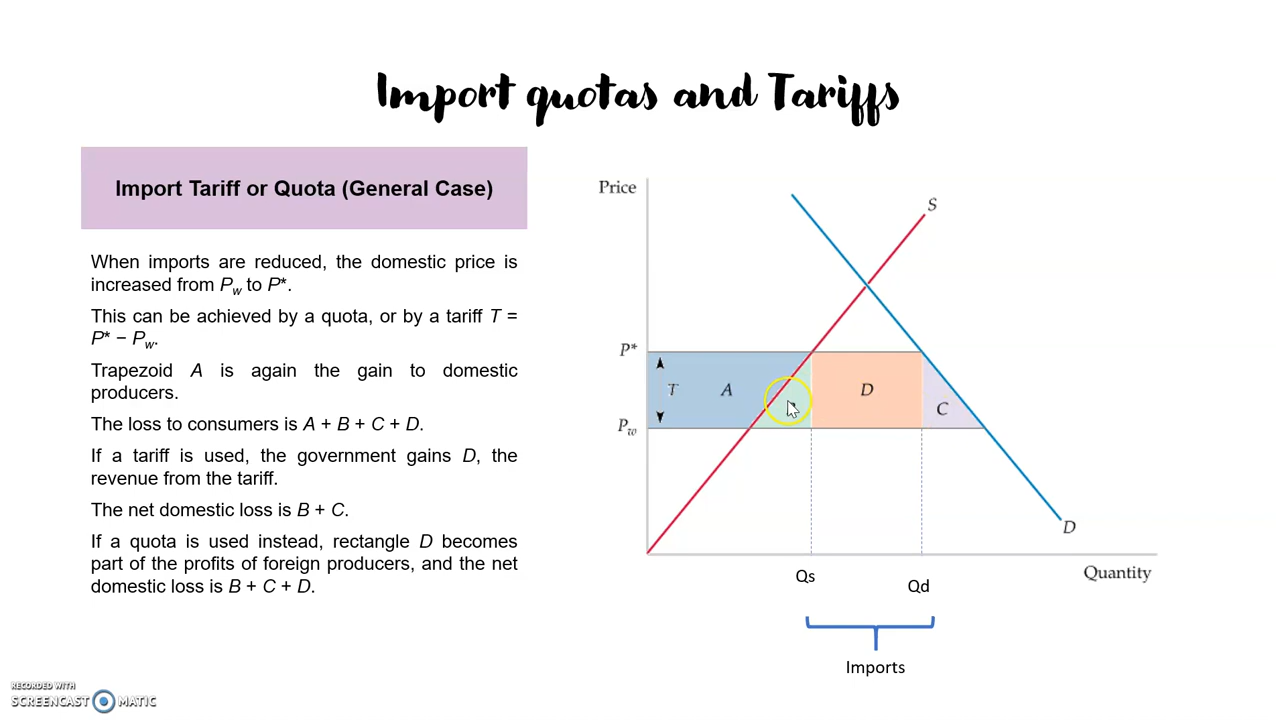 Import quotas and Tariffs
Import Tariff or Quota (General Case)
When imports are reduced, the domestic price is
increased from Pw to P*.
This can be achieved by a quota, or by a tariff T =
P* − Pw.
Trapezoid A is again the gain to domestic
producers.
The loss to consumers is A + B + C + D.
If a tariff is used, the government gains D, the
revenue from the tariff.
The net domestic loss is B + C.
If a quota is used instead, rectangle D becomes
part of the profits of foreign producers, and the net
domestic loss is B + C + D.
Price
S
P*
T
A
D
C
Pw
D
Quantity
Qs
Qd
Imports
RECORDED WITH
SCREENCAST MATIC